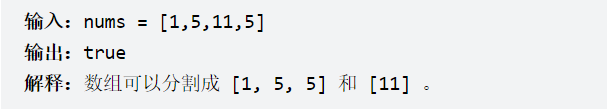 输入：nums = [1,5,11,5]
输出：true
解释：数组可以分割成 [1, 5, 5] 和 [11] 。